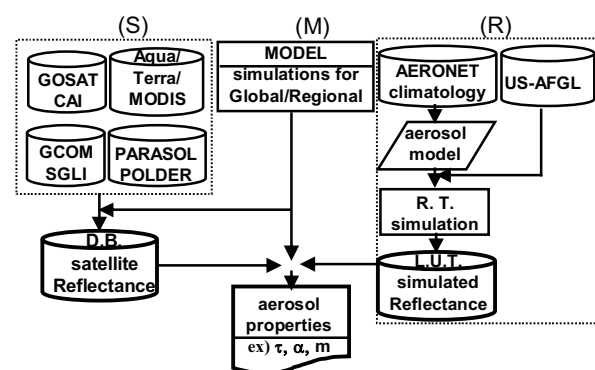 (S)
(M)
(R)
GOSAT
CAI
Aqua/
Terra/
MODIS
GCOM
SGLI
PARASOL
POLDER
MODEL
simulations for
Global/Regional
AERONET
climatology
US-AFGL
aerosol
model
R. T.
simulation
D.B.
satellite
Reflectance
L.U.T.
simulated
Reflectance
aerosol
properties
ex) τ, α, m